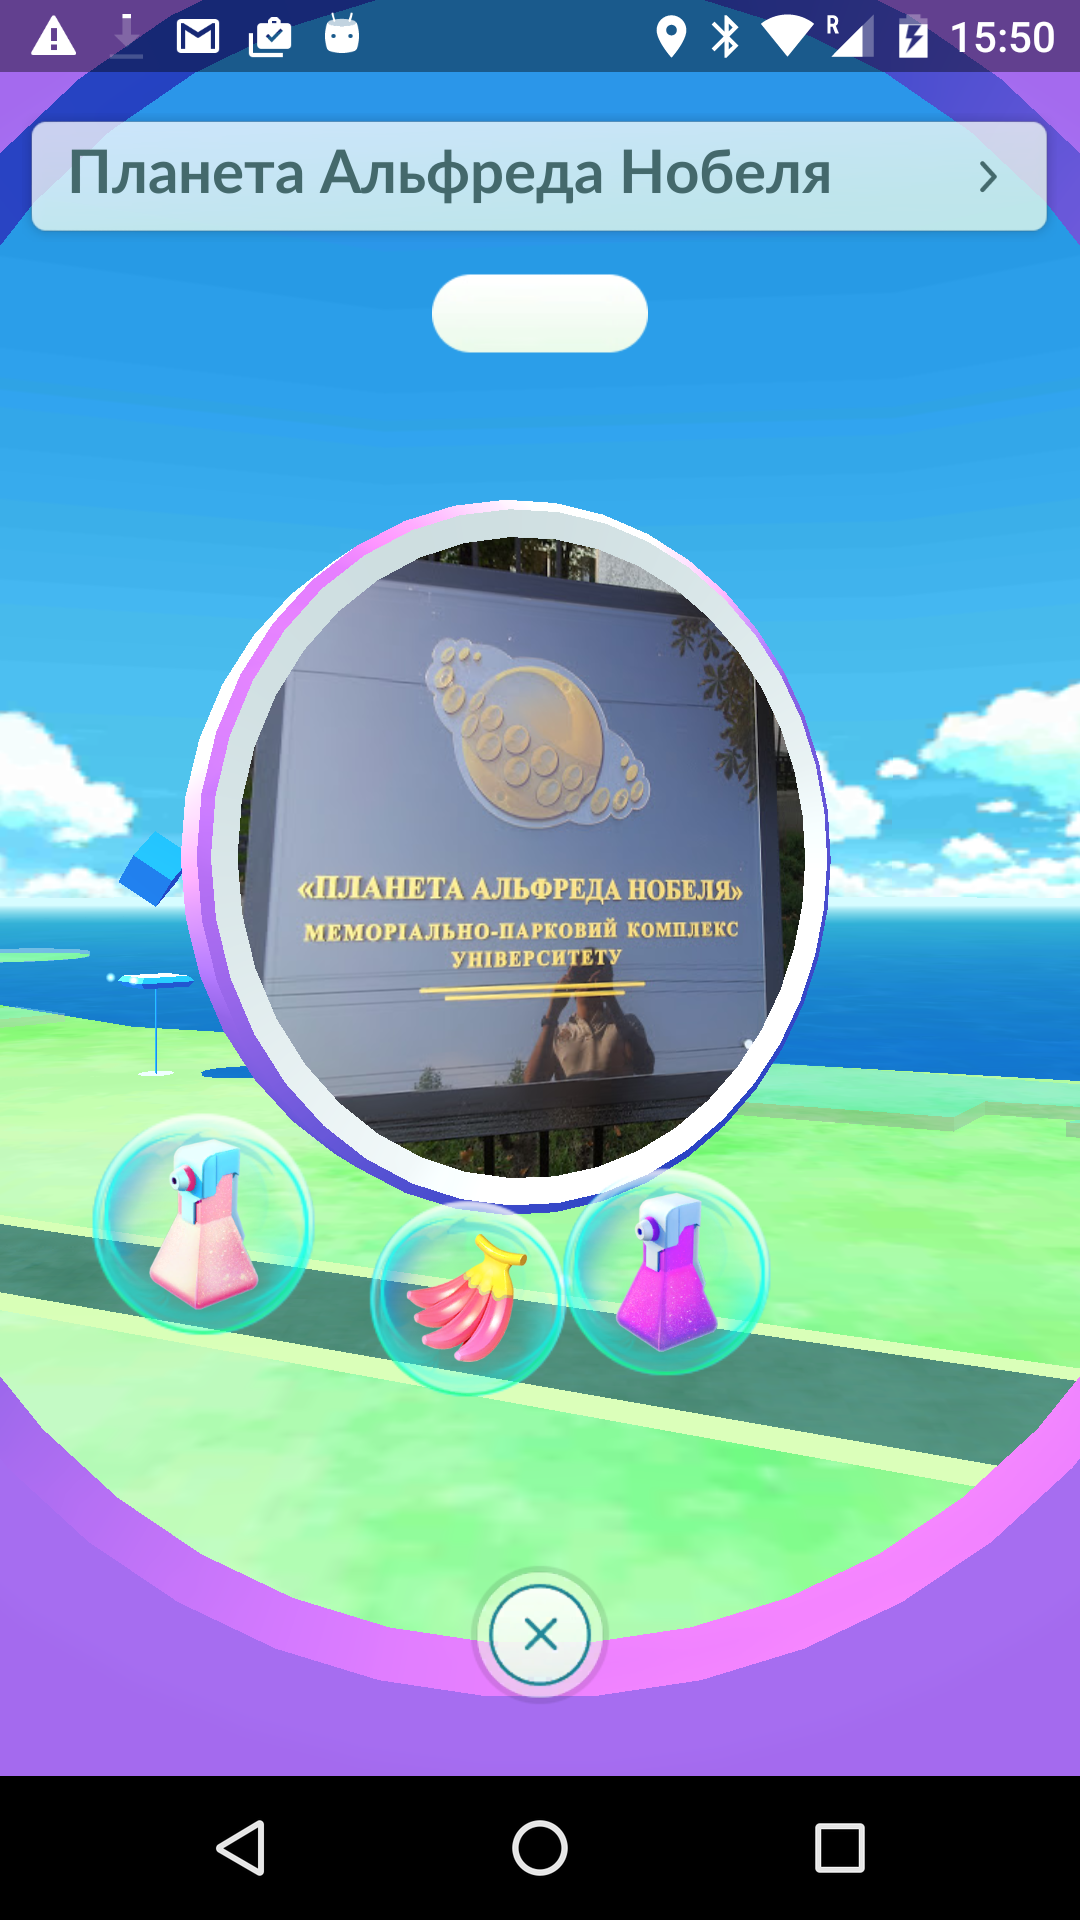 15:50
Планета Альфреда Нобеля
«ПЛАНЕТА АЛЬФРЕДА НОБЕЛЯ»
МЕМОРІАЛЬНО-ПАРКОВИЙ КОМПЛЕКС
УНІВЕРСИТЕТУ